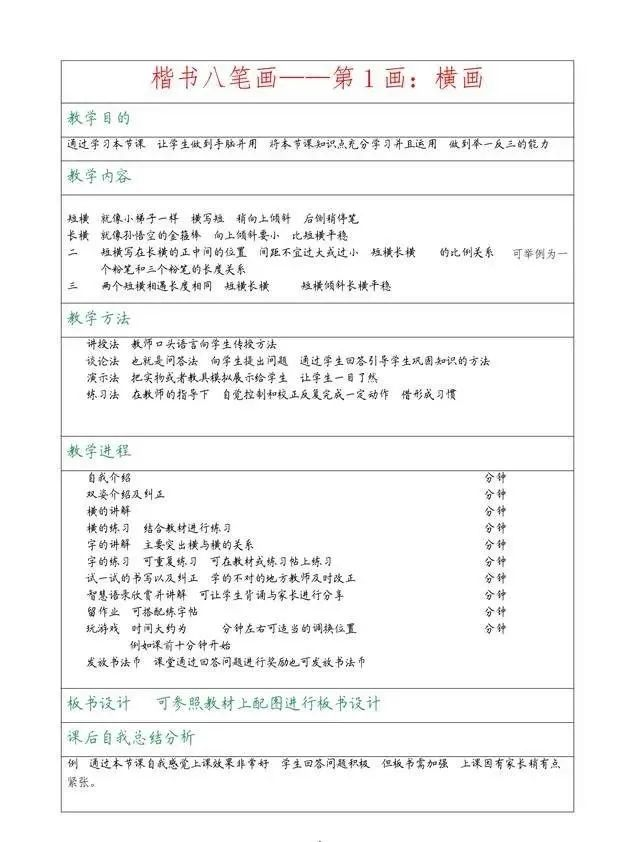 楷书八笔画——第1画：横画
教学目的
通过学习本节课 让学生做到手脑并用 将本节课知识点充分学习并且运用 做到举一反三的能力
教学内容
短横 就像小梯子一样 横写短 稍向上倾斜 后侧稍停笔
长横 就像孙悟空的金箍棒 向上倾斜要小 比短横平稳
二 短横写在长横的正中间的位置 间距不宜过大或过小 短横长横 的比例关系 可举例为一
个粉笔和三个粉笔的长度关系
三 两个短横相遇长度相同 短横长横 短横倾斜长横平稳
教学方法
讲授法 教师口头语言向学生传授方法
谈论法 也就是问答法 向学生提出问题 通过学生回答引导学生巩固知识的方法
演示法 把实物或者教具模拟展示给学生 让学生一目了然
练习法 在教师的指导下 自觉控制和校正反复完成一定动作 借形成习惯
教学进程
自我介绍 分钟
双姿介绍及纠正 分钟
横的讲解 分钟
横的练习 结合教材进行练习 分钟
字的讲解 主要突出横与横的关系 分钟
字的练习 可重复练习 可在教材或练习帖上练习 分钟
试一试的书写以及纠正 学的不对的地方教师及时改正 分钟
智慧语录欣赏并讲解 可让学生背诵与家长进行分享 分钟
留作业 可搭配练字帖 分钟
玩游戏 时间大约为 分钟左右可适当的调换位置 分钟
例如课前十分钟开始
发放书法币 课堂通过回答问题进行奖励也可发放书法币
板书设计 可参照教材上配图进行板书设计
课后自我总结分析
例 通过本节课自我感觉上课效果非常好 学生回答问题积极 但板书需加强 上课因有家长稍有点
紧张。